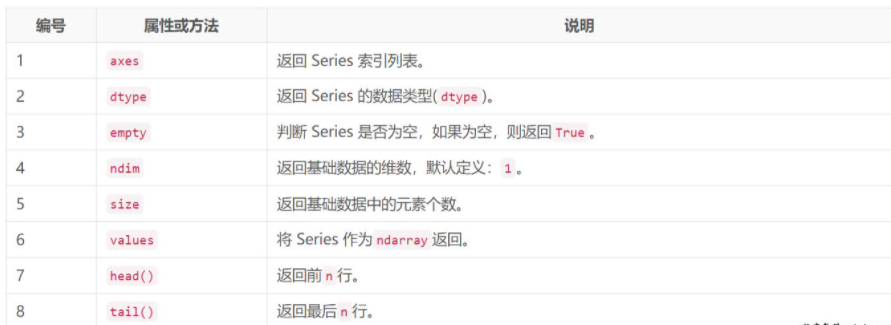 编号 属性或方法 说明
1 axes 返回 Series 索引列表。
2 dtype 返回 Series 的数据类型( dtype )。
3 empty 判断 Series 是否为空，如果为空，则返回 True 。
4 ndim 返回基础数据的维数，默认定义： 1 。
5 size 返回基础数据中的元素个数。
6 values 将 Series 作为 ndarray 返回。
7 head() 返回前 n 行。
8 tail() 返回最后 n 行。